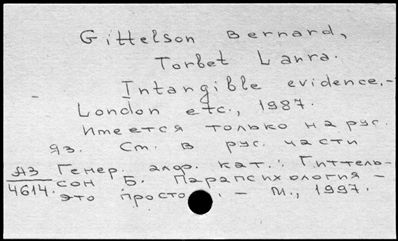 Gittelson Bernard,
Torbet Laura.
Intangible evidence.-
London etc., 1987.
Имеется только на рус.
яз. См. в рус. части
Генер. алф. кат.: Гиттель-
АЗ
4614.
сон Б. Парапсихология -
это просто. - М., 1997.